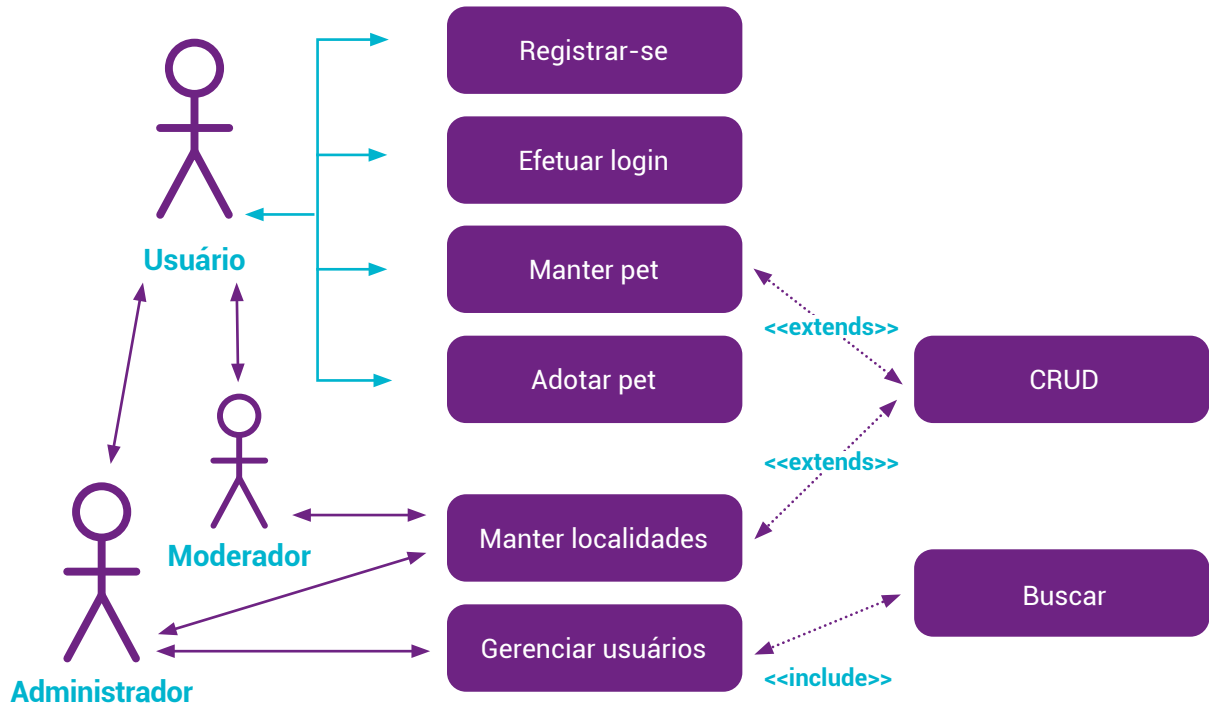 Registrar-se
Efetuar login
Usuário
Manter pet
<<extends>>
Adotar pet
CRUD
<<extends>>
Moderador
Manter localidades
Buscar
Gerenciar usuários
<<include>>
Administrador